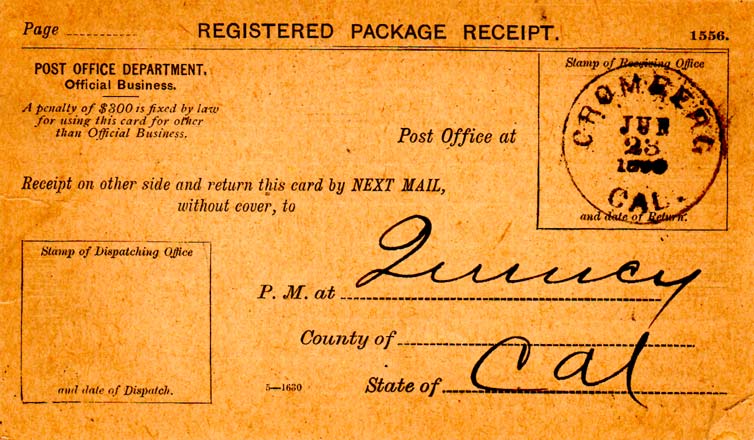 Page
REGISTERED PACKAGE RECEIPT.
1556.
POST OFFICE DEPARTMENT.
Official Business.
A penalty of $300 is fixed by law
for using this card for other
than Official Business.
Stamp of Receiving Office
CROMBERG
JUN
23
CAL.
and date of Return.
Post Office at
Receipt on other side and return this card by NEXT MAIL,
without cover, to
Stamp of Dispatching Office
and date of Dispatch.
P. M. at Quincy
County of
5—1630
State of Cal